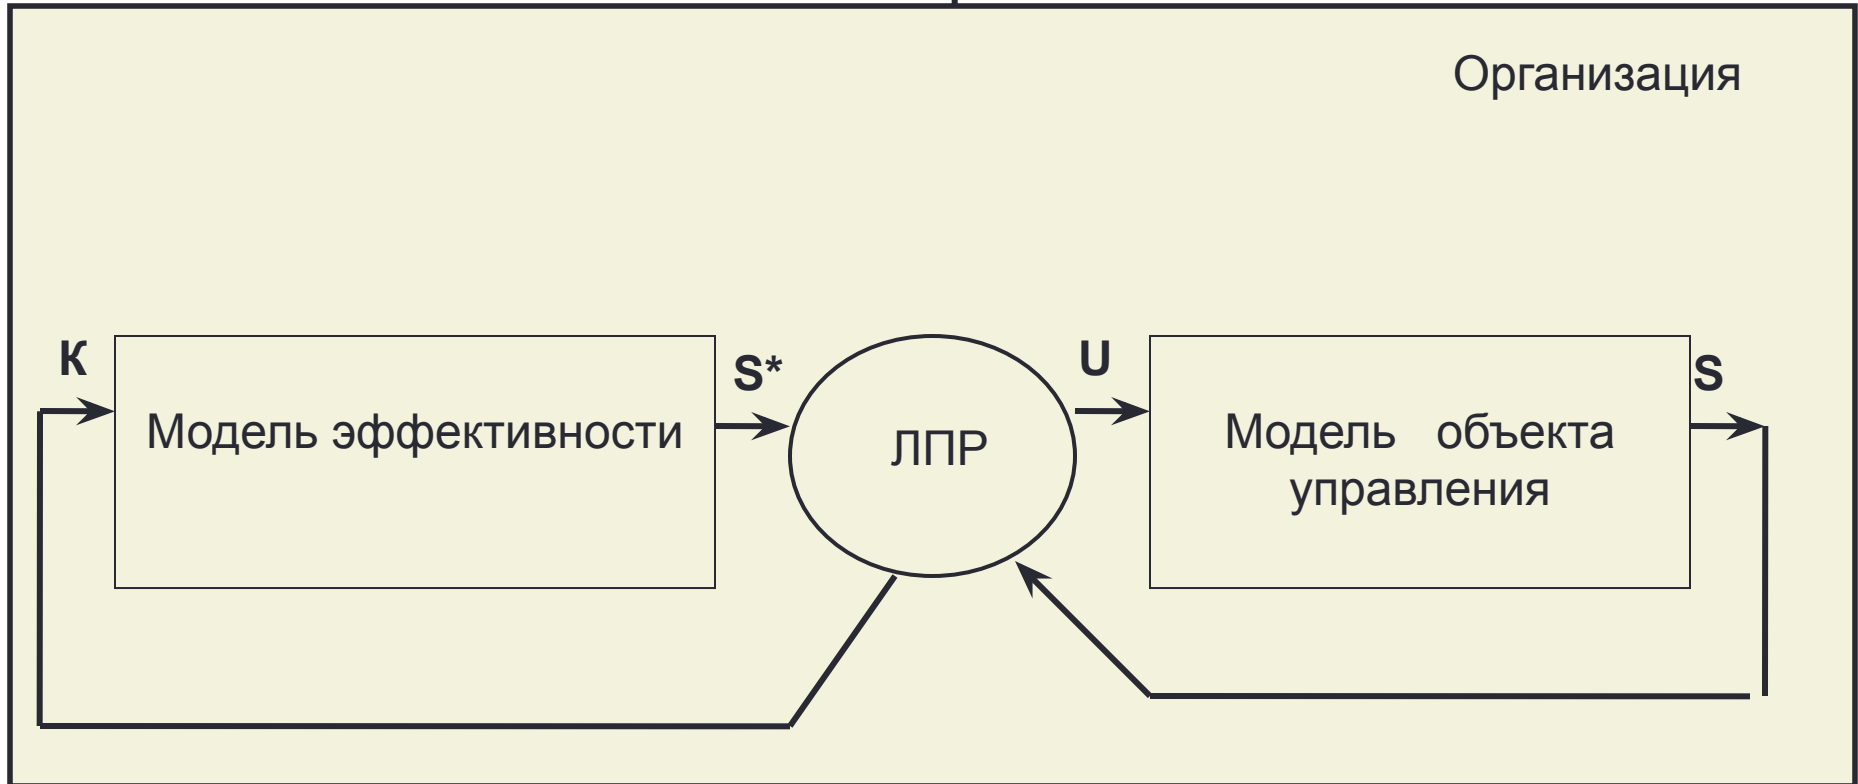 Организация
К
S*
U
S
Модель эффективности
ЛПР
Модель объекта
управления